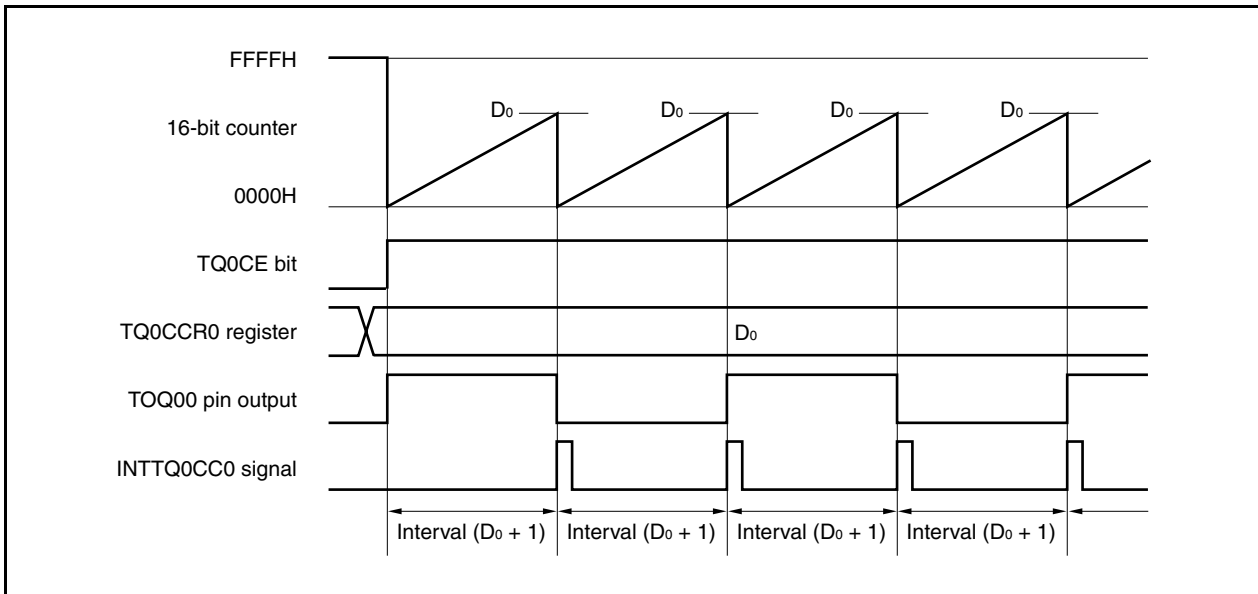 FFFFH
D0 D0 D0 D0
16-bit counter
0000H
TQ0CE bit
TQ0CCR0 register D0
TOQ00 pin output
INTTQ0CC0 signal
Interval (D0 + 1) Interval (D0 + 1) Interval (D0 + 1) Interval (D0 + 1)